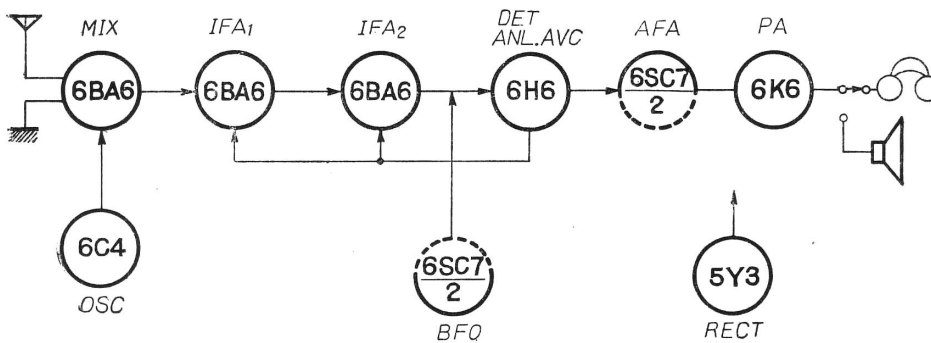 MIX
IFA1
IFA2
DET
ANL.AVC
AFA
PA
6BA6
6BA6
6BA6
6H6
6SC7
2
6K6
6C4
OSC
6SC7
2
BFO
5Y3
RECT